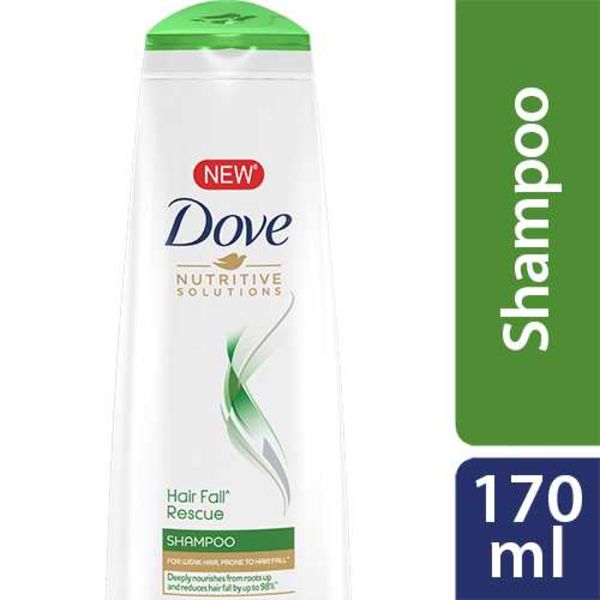 NEW*
Dove
NUTRITIVE
SOLUTIONS
Hair Fall^
Rescue
SHAMPOO
FOR WEAK HAIR, PRONE TO HAIR FALL^
Deeply nourishes from roots up
and reduces hair fall by up to 98%*
Shampoo
170
ml